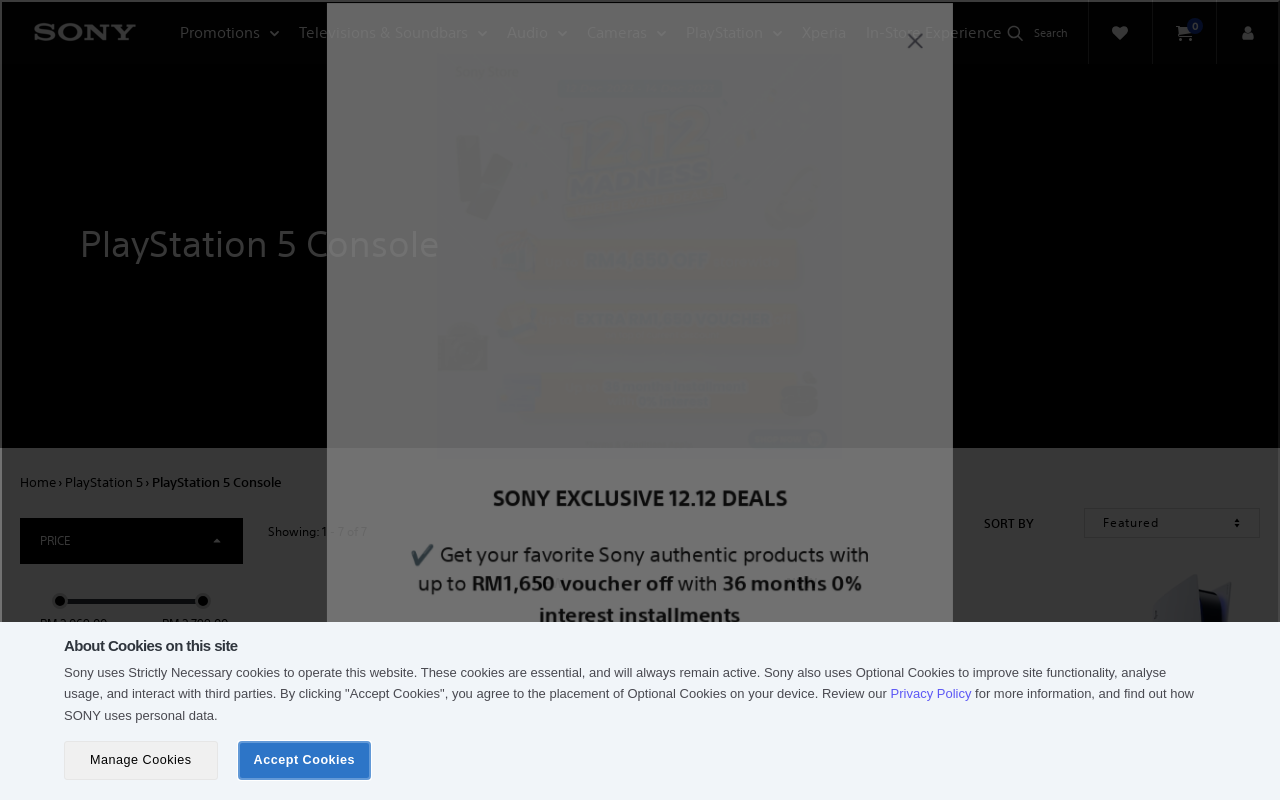 SONY
Promotions
Televisions & Soundbars
Audio
Cameras
PlayStation
Xperia
In-Store Experience
Search
0
MADNESS
PlayStation 5 Console
Home › PlayStation 5 › PlayStation 5 Console
PRICE
Showing: 1 - 7 of 7
SORT BY
Featured
SONY EXCLUSIVE 12.12 DEALS
✔️ Get your favorite Sony authentic products with
up to RM1,650 voucher off with 36 months 0%
interest installments
About Cookies on this site
Sony uses Strictly Necessary cookies to operate this website. These cookies are essential, and will always remain active. Sony also uses Optional Cookies to improve site functionality, analyse
usage, and interact with third parties. By clicking "Accept Cookies", you agree to the placement of Optional Cookies on your device. Review our Privacy Policy for more information, and find out how
SONY uses personal data.
Manage Cookies
Accept Cookies